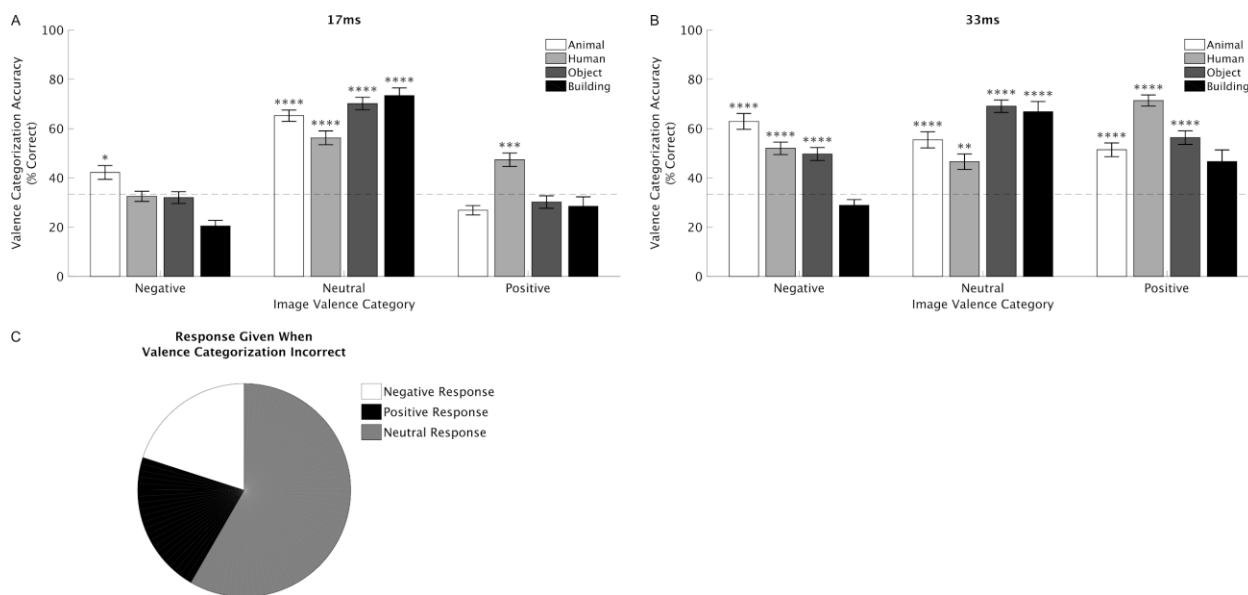 A
17ms
Valence Categorization Accuracy
(% Correct)
100
80
60
40
20
0
*
****
****
****
****
***
Negative
Neutral
Positive
Image Valence Category
Animal
Human
Object
Building
B
33ms
Valence Categorization Accuracy
(% Correct)
100
80
60
40
20
0
****
****
****
****
**
****
****
****
****
****
Negative
Neutral
Positive
Image Valence Category
Animal
Human
Object
Building
C
Response Given When
Valence Categorization Incorrect
Negative Response
Positive Response
Neutral Response